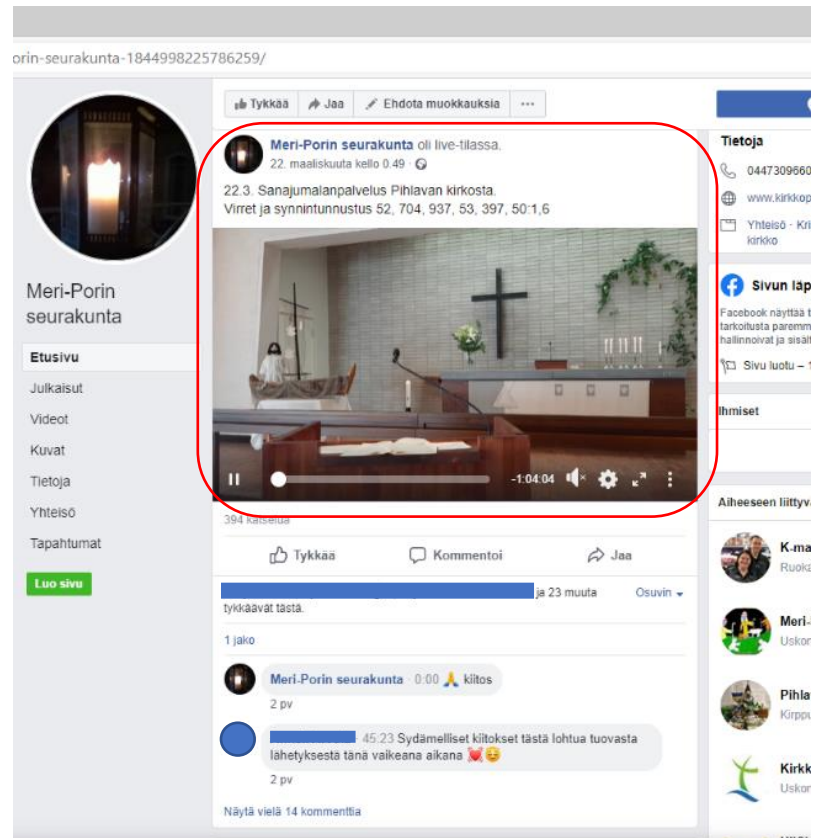 orin-seurakunta-1844998225786259/
Tykkää Jaa Ehdota muokkauksia ...
Meri-Porin
seurakunta
Etusivu
Julkaisut
Videot
Kuvat
Tietoja
Yhteisö
Tapahtumat
Luo sivu
Meri-Porin seurakunta oli live-tilassa.
22. maaliskuuta kello 0.49 ·
22.3. Sanajumalanpalvelus Pihlavan kirkosta.
Virret ja synnintunnustus 52, 704, 937, 53, 397, 50:1,6
-1:04:04
394 katselua
Tykkää Kommentoi Jaa
ja 23 muuta Osuvin
tykkäävät tästä.
1 jako
Meri-Porin seurakunta · 0:00 🙏 kiitos
2 pv
· 45:23 Sydämelliset kiitokset tästä lohtua tuovasta
lähetyksestä tänä vaikeana aikana 💓☺️
2 pv
Näytä vielä 14 kommenttia
Tietoja
0447309660
www.kirkkop
Yhteisö · Kri
kirkko
Sivun läp
Facebook näyttää t
tarkoitusta paremm
hallinnoivat ja sisält
Sivu luotu – 1
Ihmiset
Aiheeseen liittyv
K-ma
Ruoka
Meri-
Uskon
Pihla
Kirppu
Kirkk
Uskon